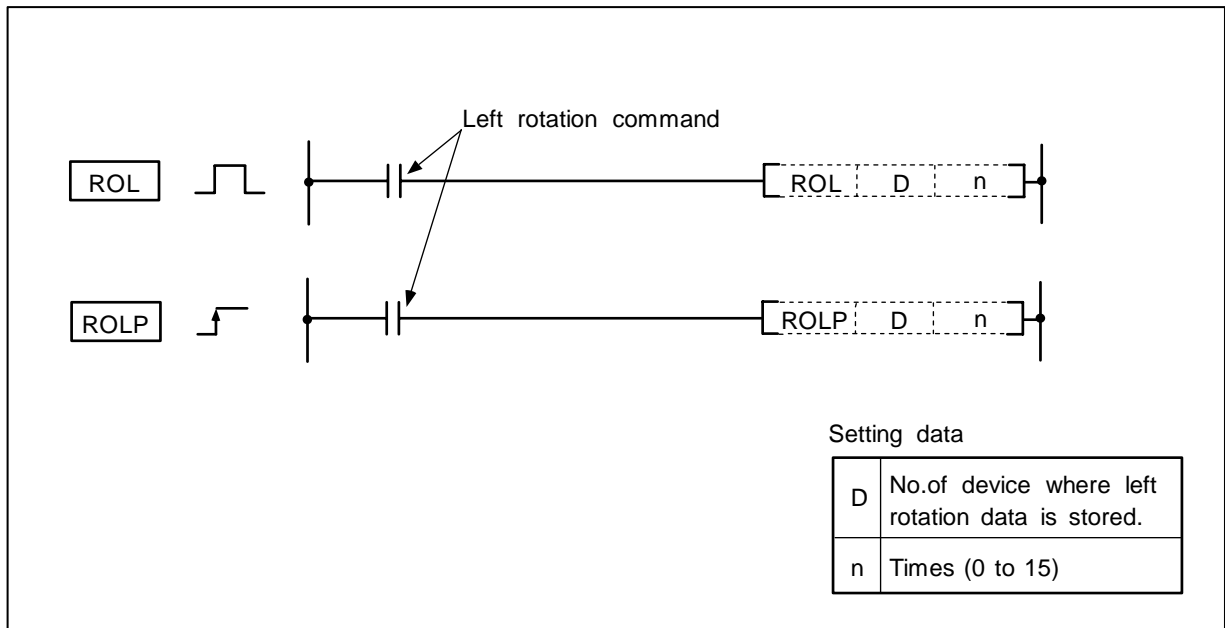 Left rotation command
ROL
ROL D n
ROLP
ROLP D n
Setting data
D No.of device where left rotation data is stored.
n Times (0 to 15)